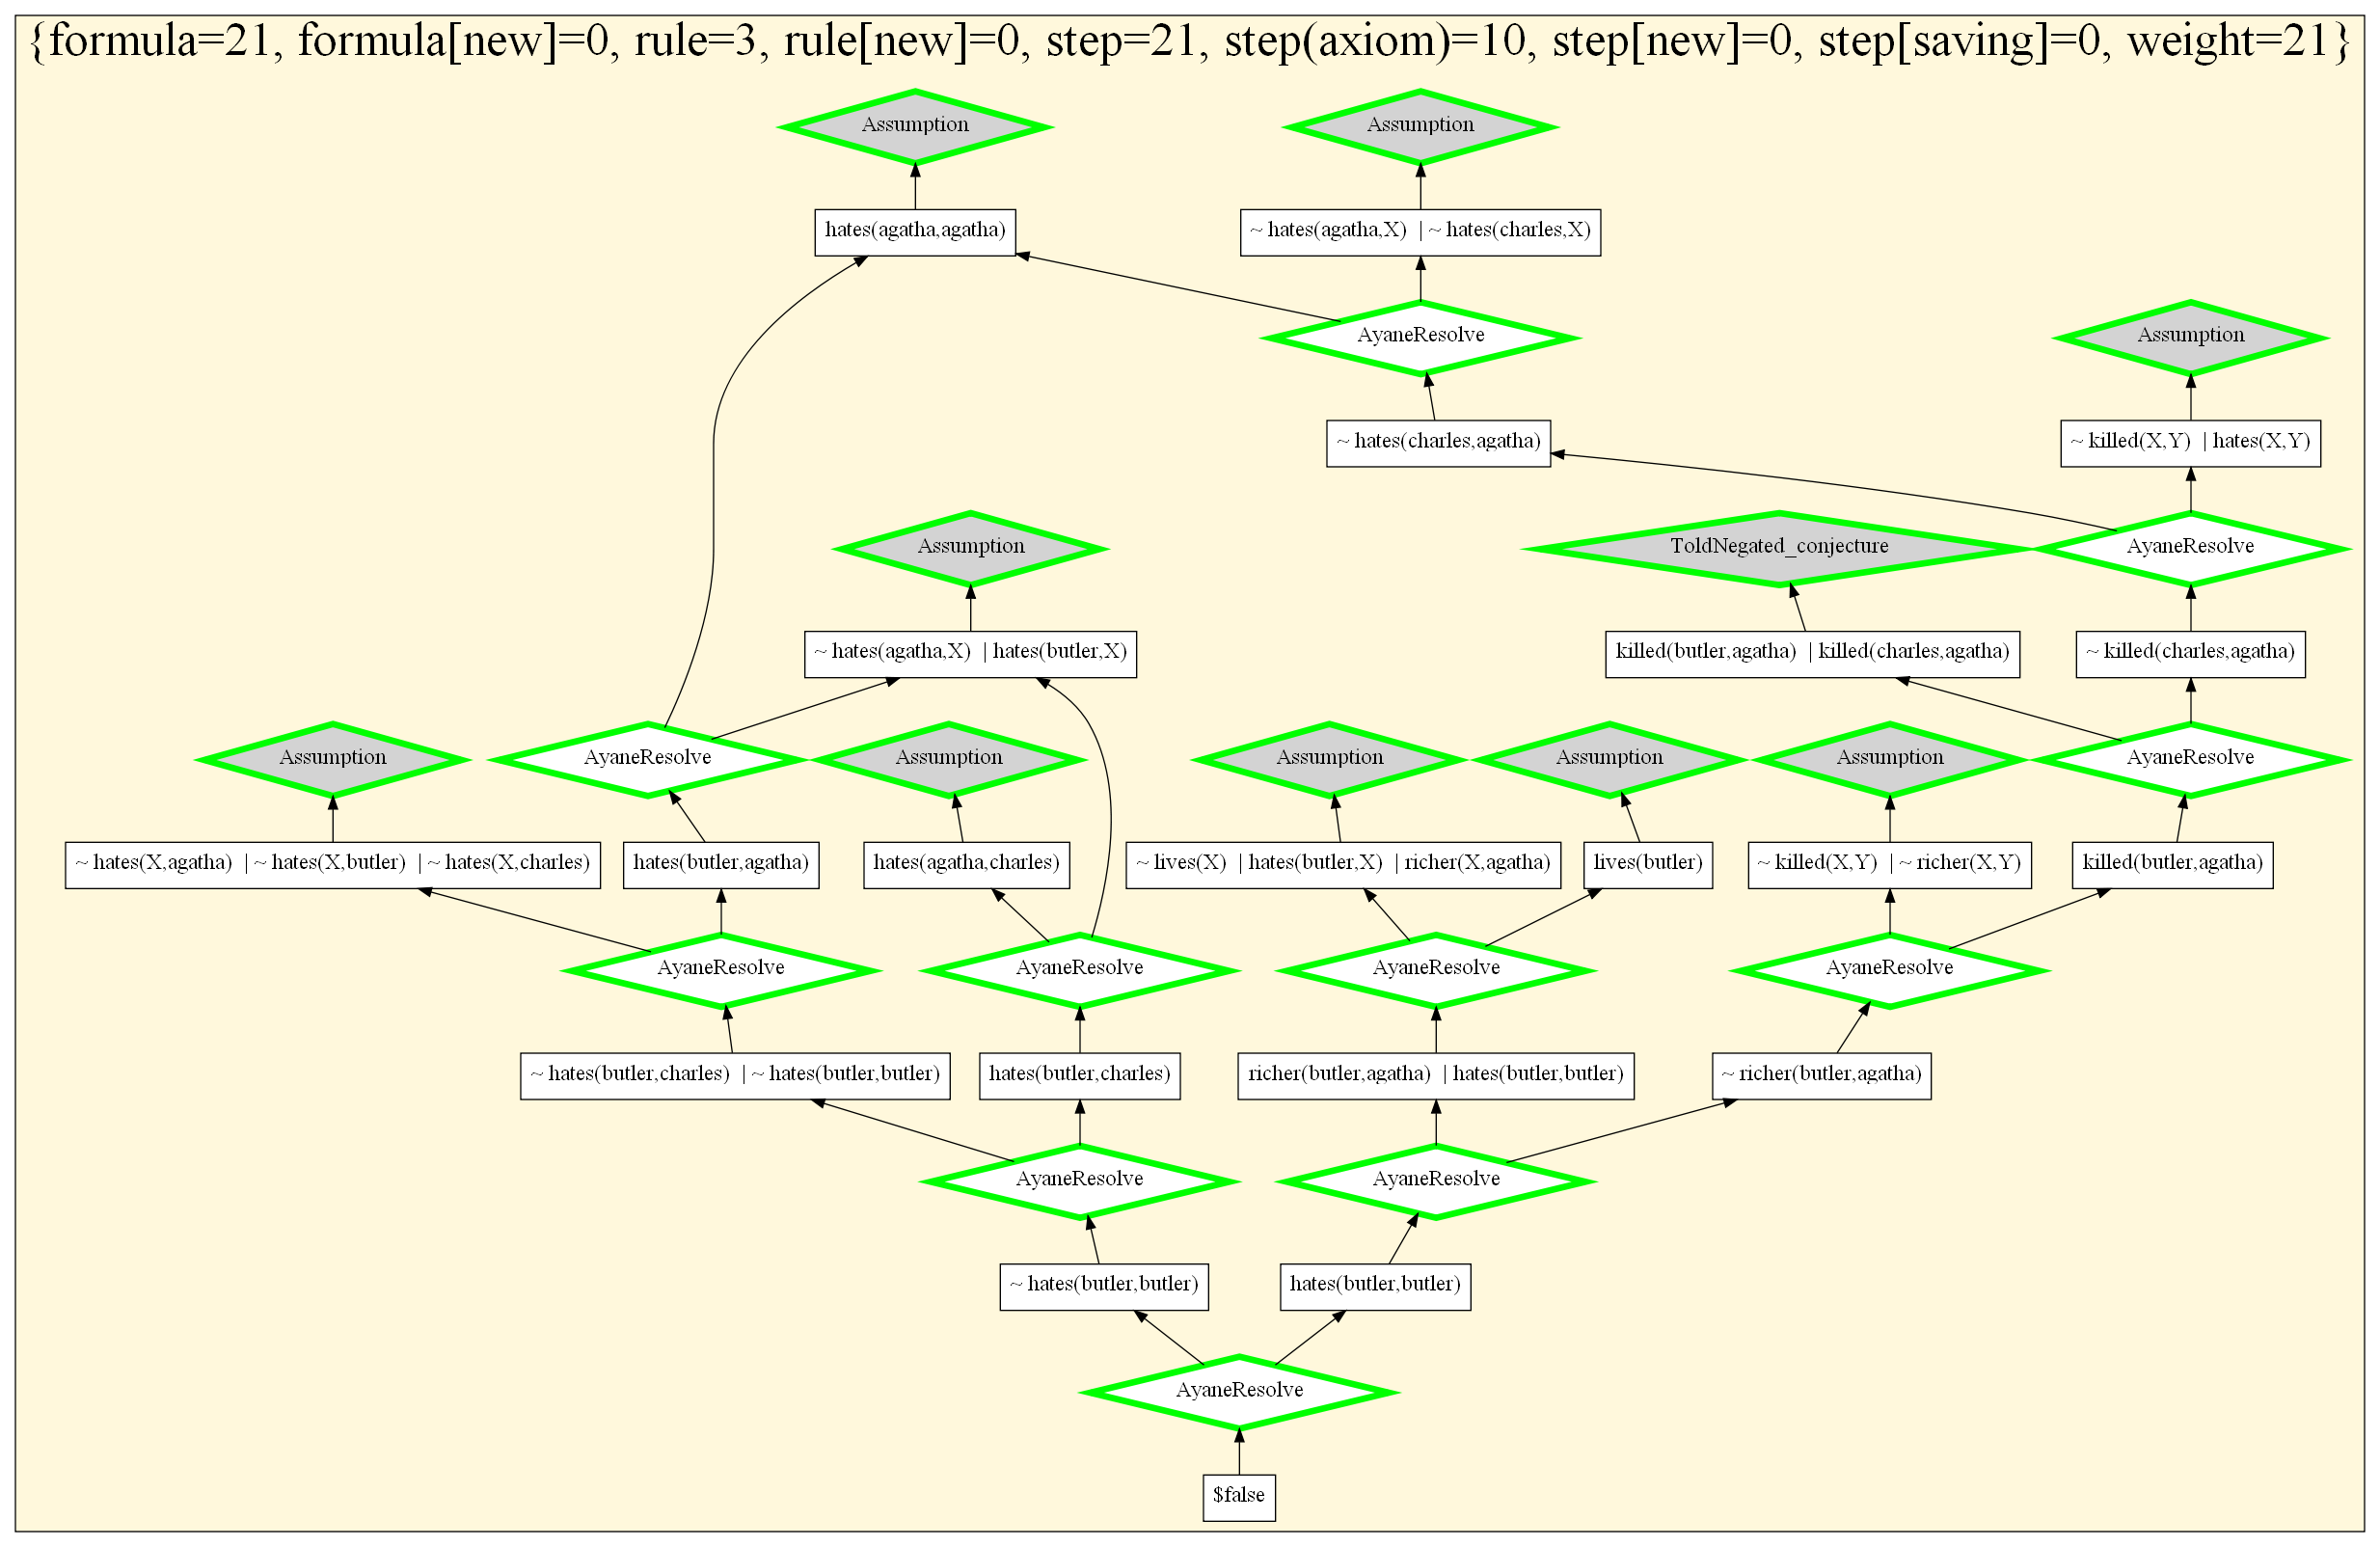 {formula=21, formula[new]=0, rule=3, rule[new]=0, step=21, step(axiom)=10, step[new]=0, step[saving]=0, weight=21}
Assumption
Assumption
hates(agatha,agatha)
~ hates(agatha,X) | ~ hates(charles,X)
AyaneResolve
Assumption
~ hates(charles,agatha)
~ killed(X,Y) | hates(X,Y)
Assumption
ToldNegated_conjecture
AyaneResolve
~ hates(agatha,X) | hates(butler,X)
killed(butler,agatha) | killed(charles,agatha)
~ killed(charles,agatha)
Assumption
AyaneResolve
Assumption
Assumption
Assumption
Assumption
AyaneResolve
~ hates(X,agatha) | ~ hates(X,butler) | ~ hates(X,charles)
hates(butler,agatha)
hates(agatha,charles)
~ lives(X) | hates(butler,X) | richer(X,agatha)
lives(butler)
~ killed(X,Y) | ~ richer(X,Y)
killed(butler,agatha)
AyaneResolve
AyaneResolve
AyaneResolve
AyaneResolve
~ hates(butler,charles) | ~ hates(butler,butler)
hates(butler,charles)
richer(butler,agatha) | hates(butler,butler)
~ richer(butler,agatha)
AyaneResolve
AyaneResolve
~ hates(butler,butler)
hates(butler,butler)
AyaneResolve
$false